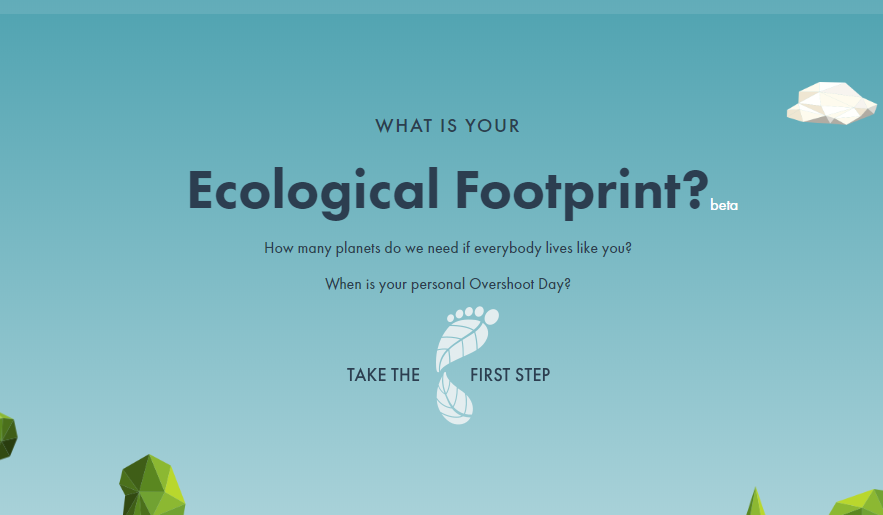 WHAT IS YOUR
Ecological Footprint? beta
How many planets do we need if everybody lives like you?
When is your personal Overshoot Day?
TAKE THE FIRST STEP